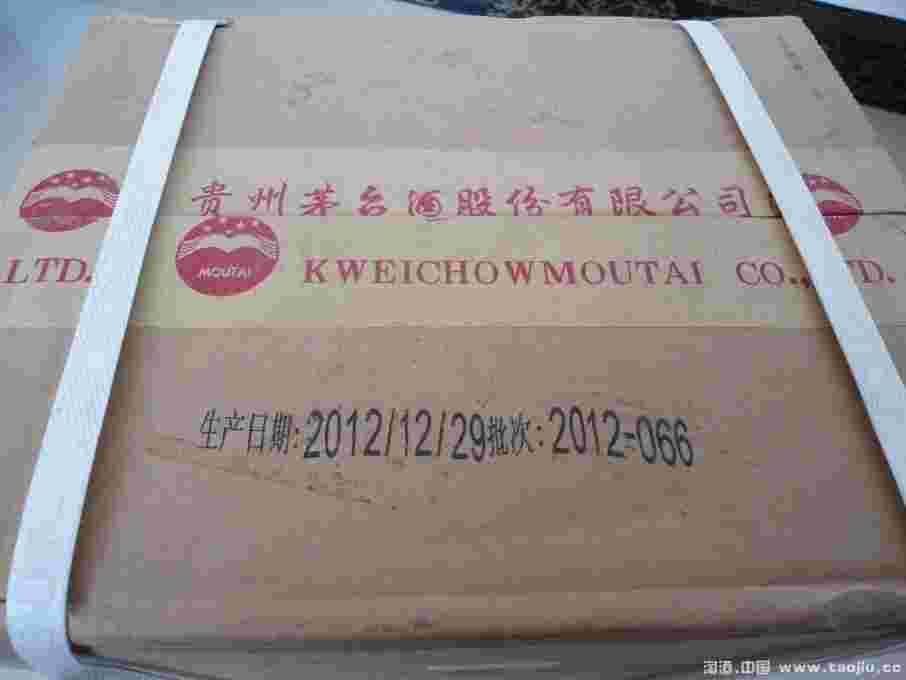 贵州茅台酒股份有限公司
LTD.
MOUTAI
KWEICHOWMOUTAI CO., LTD.
生产日期:2012/12/29批次:2012-066
淘酒.中国 www.taojiu.cc